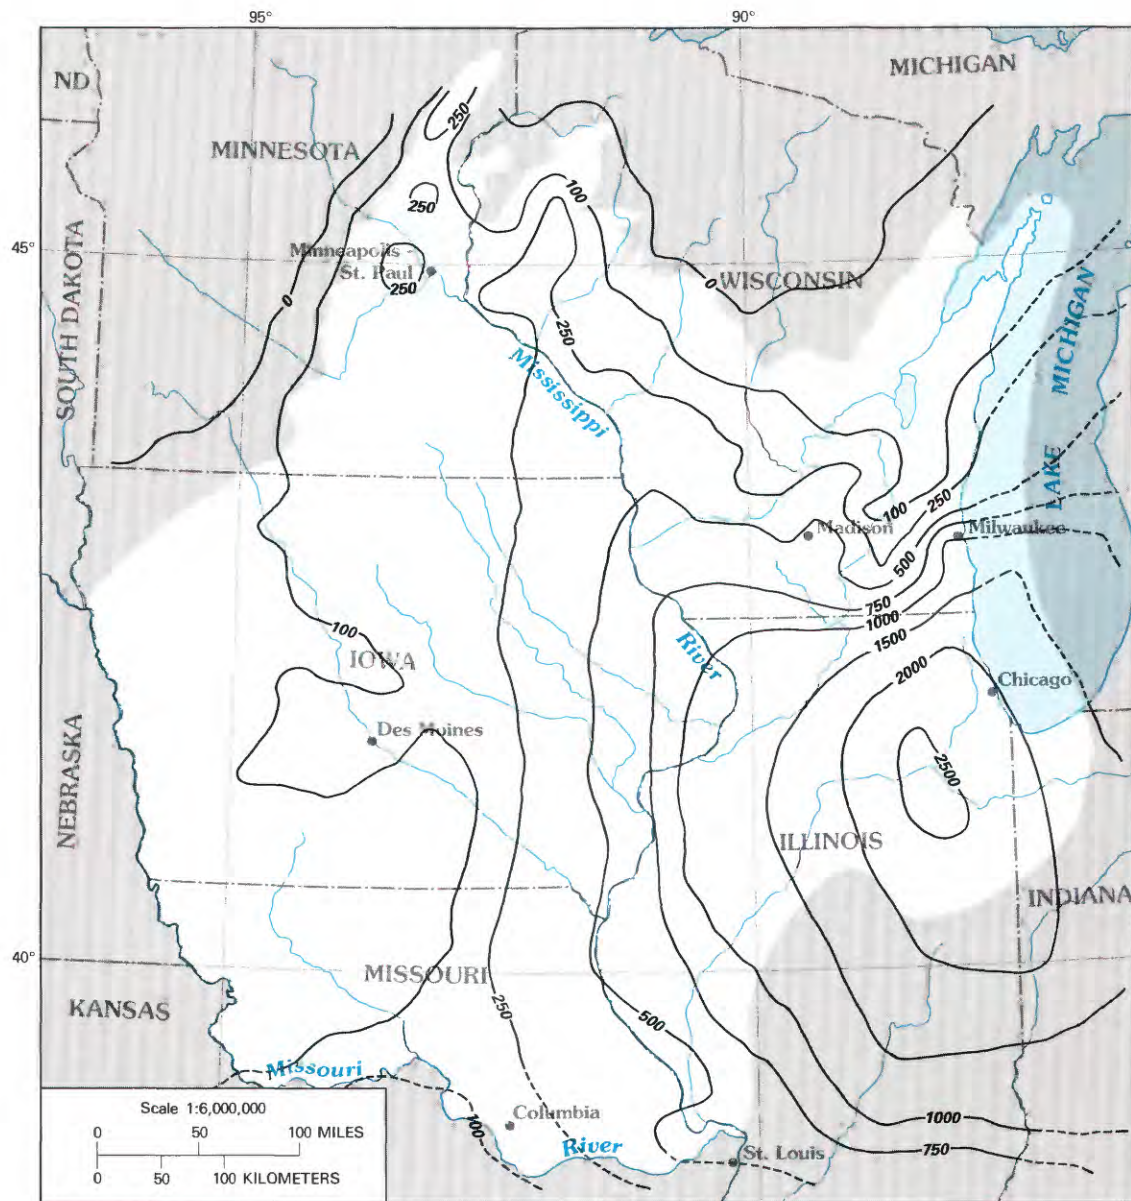 95°
90°
ND
MICHIGAN
250
MINNESOTA
100
250
45°
Minneapolis
St. Paul
250
WISCONSIN
0
0
SOUTH DAKOTA
250
MICHIGAN
Mississippi
LAKE
100
250
Madison
Milwaukee
500
750
1000
100
1500
IOWA
River
2000
Chicago
Des Moines
NEBRASKA
2500
ILLINOIS
INDIANA
40°
MISSOURI
KANSAS
250
500
Missouri
Scale 1:6,000,000
0 50 100 MILES
0 50 100 KILOMETERS
Columbia
100
River
1000
750
St. Louis